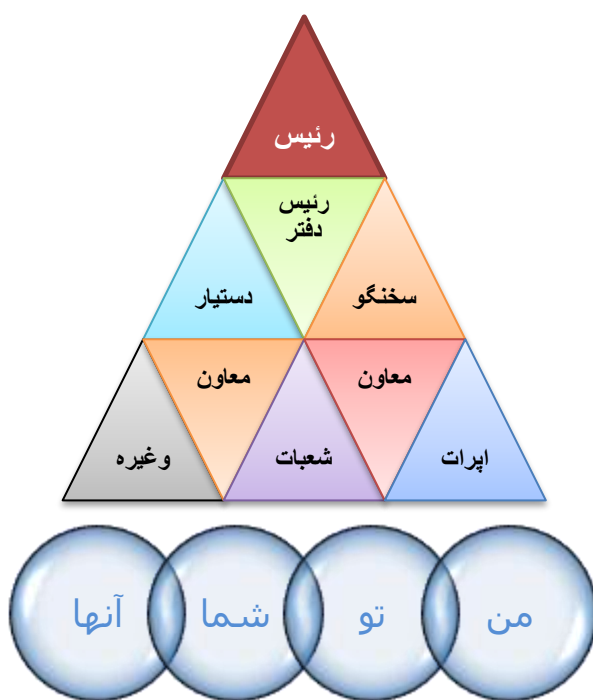 رئیس
رئیس
دفتر
سخنگو
دستیار
معاون
معاون
اپرات
شعبات
وغیره
من
تو
شما
آنها